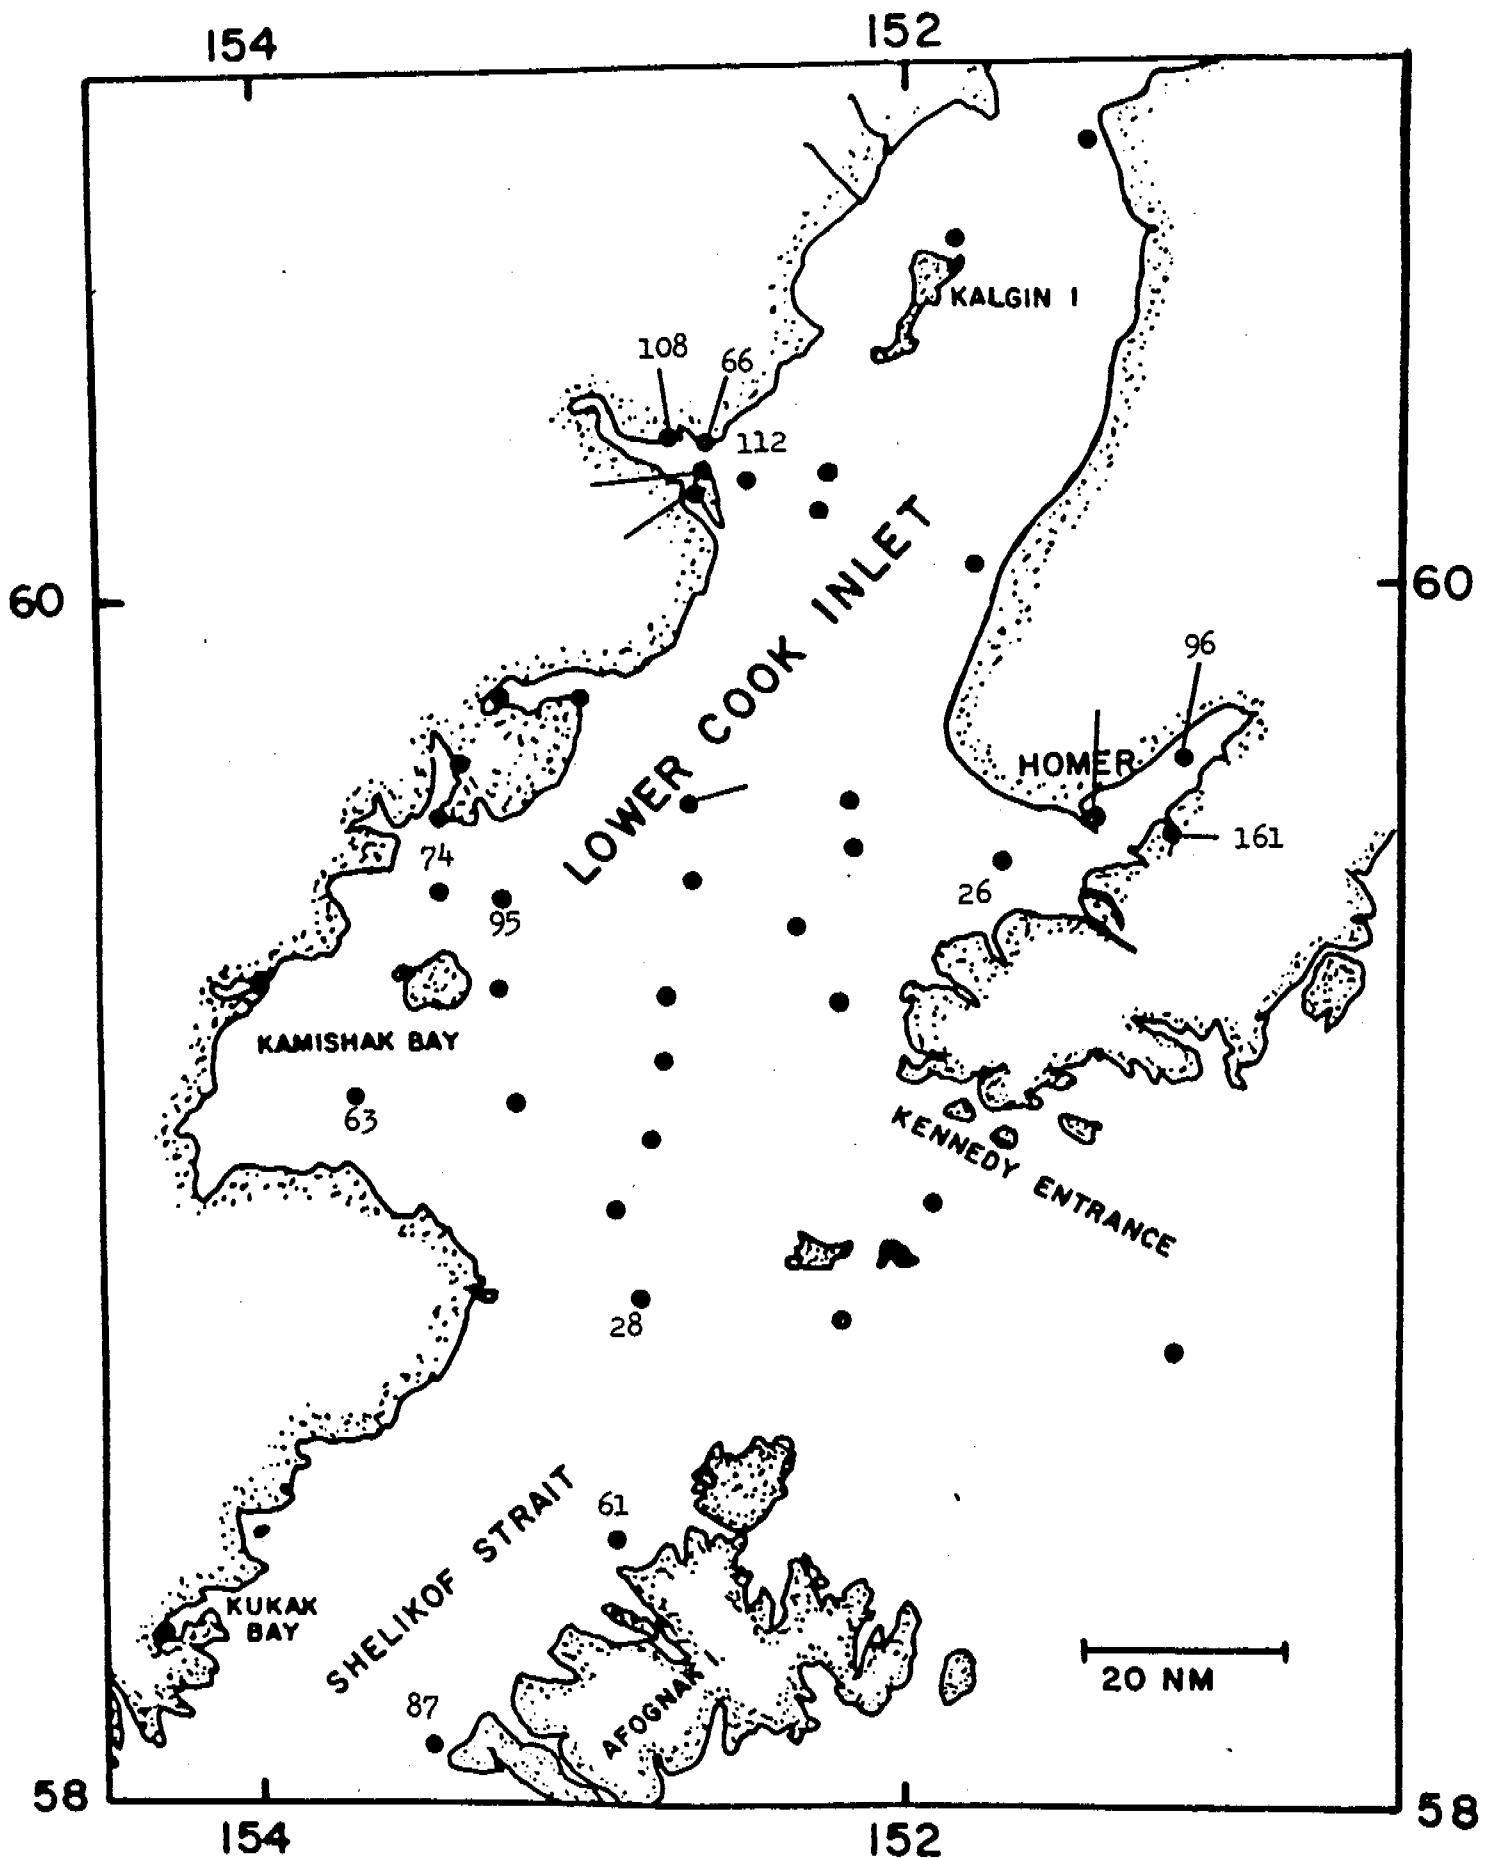 154
152
KALGIN I
108
66
112
LOWER COOK INLET
60
60
96
HOMER
161
74
26
95
KAMISHAK BAY
63
KENNEDY ENTRANCE
28
SHELIKOF STRAIT
61
KUKAK
BAY
AFOGNAK I.
20 NM
87
58
58
154
152